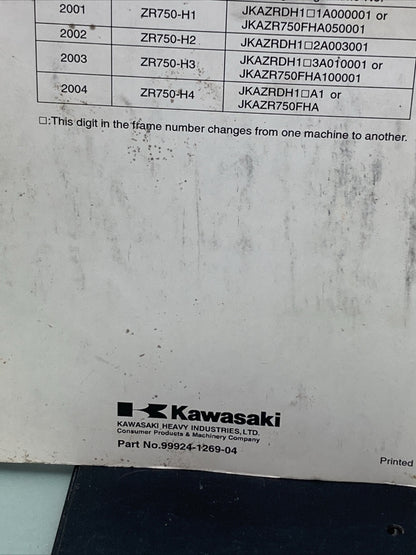 2001 ZR750-H1 JKAZRDH1□1A000001 or
JKAZR750FHA050001
2002 ZR750-H2 JKAZRDH1□2A003001
2003 ZR750-H3 JKAZRDH1□3A010001 or
JKAZR750FHA100001
2004 ZR750-H4 JKAZRDH1□A1 or
JKAZR750FHA
□:This digit in the frame number changes from one machine to another.
Kawasaki
KAWASAKI HEAVY INDUSTRIES, LTD.
Consumer Products & Machinery Company
Part No.99924-1269-04
Printed